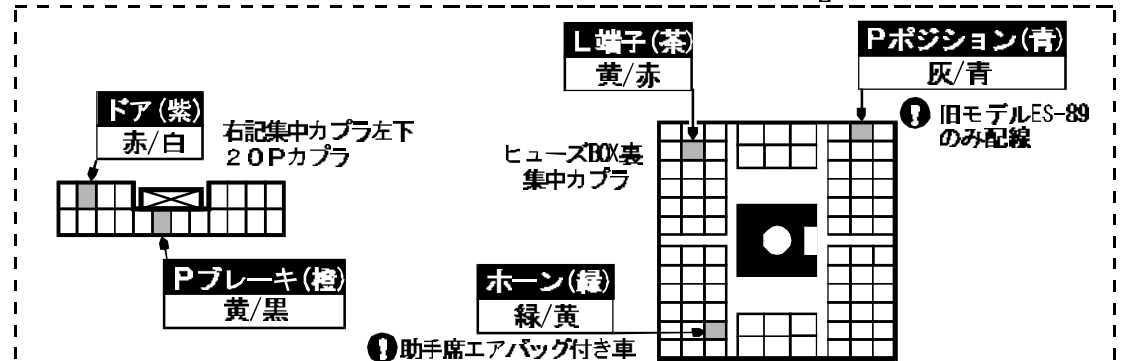 L端子(茶)
黄/赤
Pポジション(青)
灰/青
ドア(紫)
赤/白
右記集中カプラ左下
20Pカプラ
ヒューズBOX裏
集中カプラ
旧モデルES-89
のみ配線
Pブレーキ(橙)
黄/黒
ホーン(緑)
緑/黄
助手席エアバッグ付き車